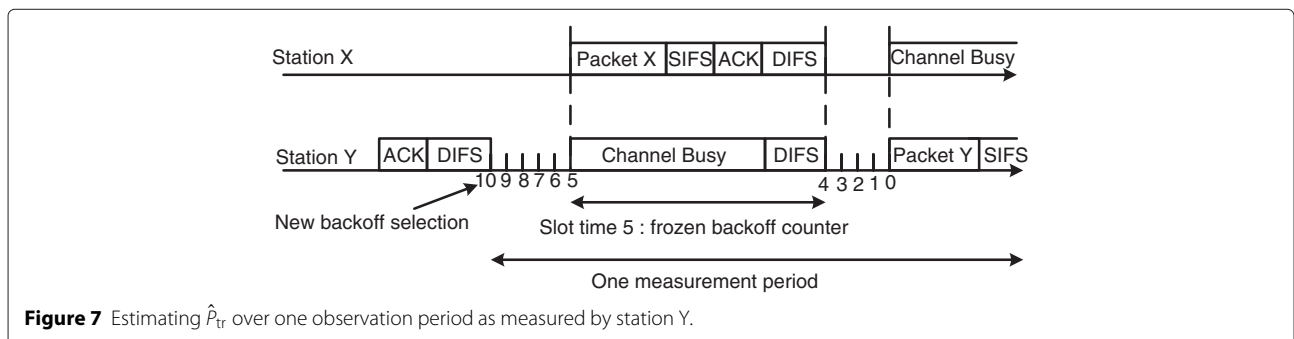 Station X
Packet X SIFS ACK DIFS
Channel Busy
Station Y
ACK DIFS
Channel Busy
DIFS
Packet Y SIFS
10 9 8 7 6 5
4 3 2 1 0
New backoff selection
Slot time 5 : frozen backoff counter
One measurement period
Figure 7 Estimating P̂tr over one observation period as measured by station Y.